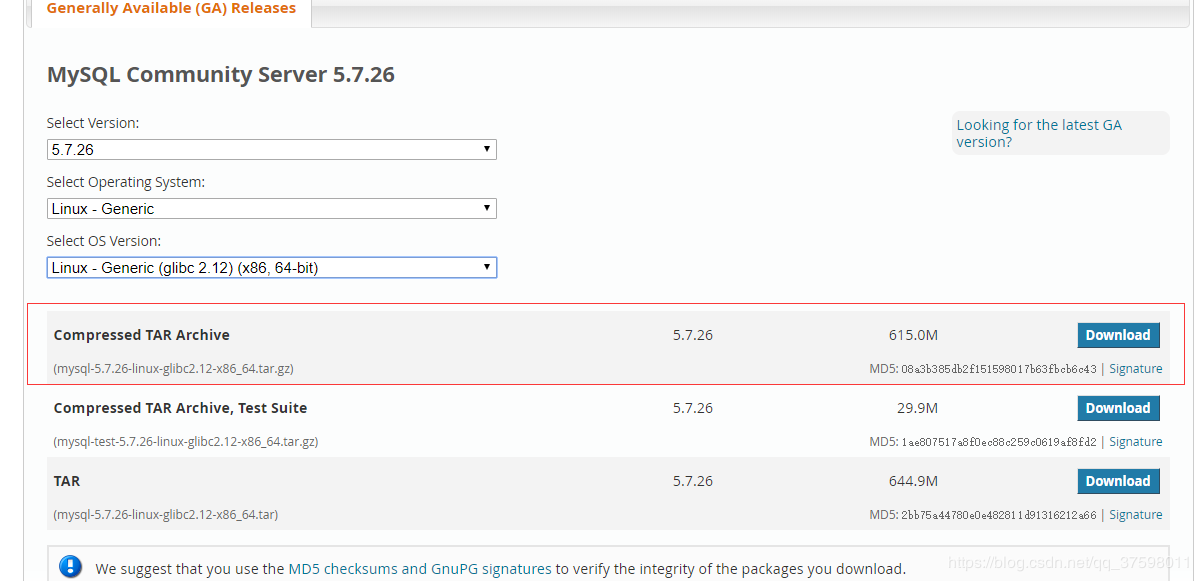 Generally Available (GA) Releases
MySQL Community Server 5.7.26
Select Version:
5.7.26
Looking for the latest GA
version?
Select Operating System:
Linux - Generic
Select OS Version:
Linux - Generic (glibc 2.12) (x86, 64-bit)
Compressed TAR Archive 5.7.26 615.0M Download
(mysql-5.7.26-linux-glibc2.12-x86_64.tar.gz) MD5: 08a3b385db2f151598017b63fbcb6c43 | Signature
Compressed TAR Archive, Test Suite 5.7.26 29.9M Download
(mysql-test-5.7.26-linux-glibc2.12-x86_64.tar.gz) MD5: 1ae807517a8f0ec88c259c0619af8fd2 | Signature
TAR 5.7.26 644.9M Download
(mysql-5.7.26-linux-glibc2.12-x86_64.tar) MD5: 2bb75a44780e0e482811d91316212a66 | Signature
We suggest that you use the MD5 checksums and GnuPG signatures to verify the integrity of the packages you download.
https://blog.csdn.net/qq_37598011